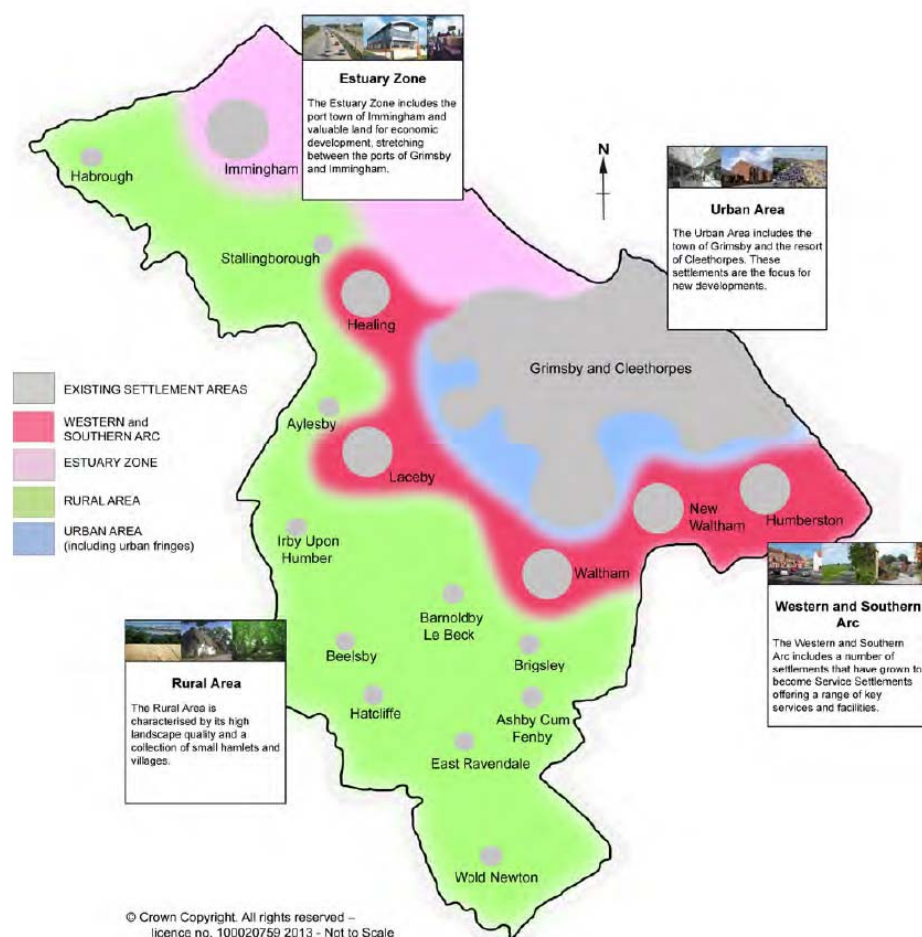 Estuary Zone
The Estuary Zone includes the
port town of Immingham and
valuable land for economic
development, stretching
between the ports of Grimsby
and Immingham.
N
Urban Area
The Urban Area includes the
town of Grimsby and the resort
of Cleethorpes. These
settlements are the focus for
new developments.
Habrough
Immingham
Stallingborough
Healing
Grimsby and Cleethorpes
EXISTING SETTLEMENT AREAS
WESTERN and
SOUTHERN ARC
ESTUARY ZONE
RURAL AREA
URBAN AREA
(including urban fringes)
Aylesby
Laceby
New
Waltham
Humberston
Irby Upon
Humber
Waltham
Barnoldby
Le Beck
Western and Southern
Arc
The Western and Southern
Arc includes a number of
settlements that have grown to
become Service Settlements
offering a range of key
services and facilities.
Rural Area
The Rural Area is
characterised by its high
landscape quality and a
collection of small hamlets and
villages.
Beelsby
Brigsley
Hatcliffe
Ashby Cum
Fenby
East Ravendale
Wold Newton
© Crown Copyright. All rights reserved –
licence no. 100020759 2013 - Not to Scale